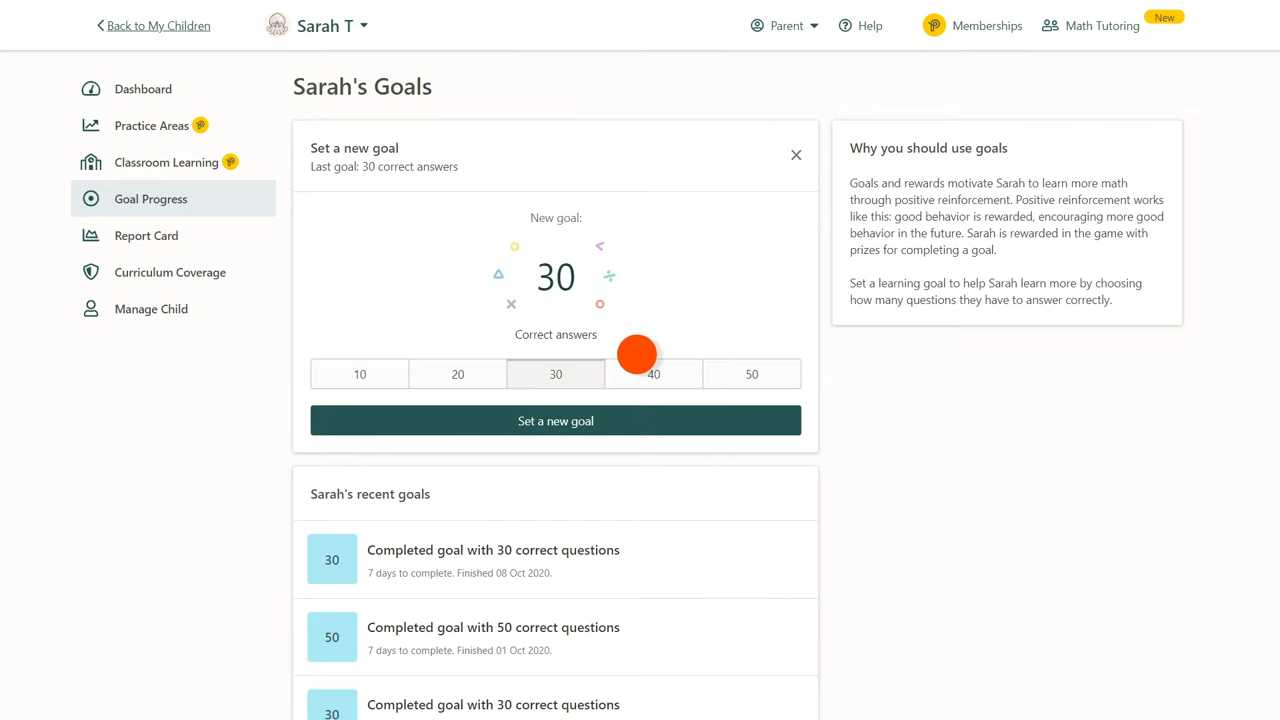 Back to My Children
Sarah T
Parent
Help
Memberships
Math Tutoring
New
Dashboard
Practice Areas
Classroom Learning
Goal Progress
Report Card
Curriculum Coverage
Manage Child
Sarah's Goals
Set a new goal
Last goal: 30 correct answers
New goal:
30
Correct answers
10 20 30 40 50
Set a new goal
Sarah's recent goals
30
Completed goal with 30 correct questions
7 days to complete. Finished 08 Oct 2020.
50
Completed goal with 50 correct questions
7 days to complete. Finished 01 Oct 2020.
30
Completed goal with 30 correct questions
Why you should use goals
Goals and rewards motivate Sarah to learn more math
through positive reinforcement. Positive reinforcement works
like this: good behavior is rewarded, encouraging more good
behavior in the future. Sarah is rewarded in the game with
prizes for completing a goal.
Set a learning goal to help Sarah learn more by choosing
how many questions they have to answer correctly.